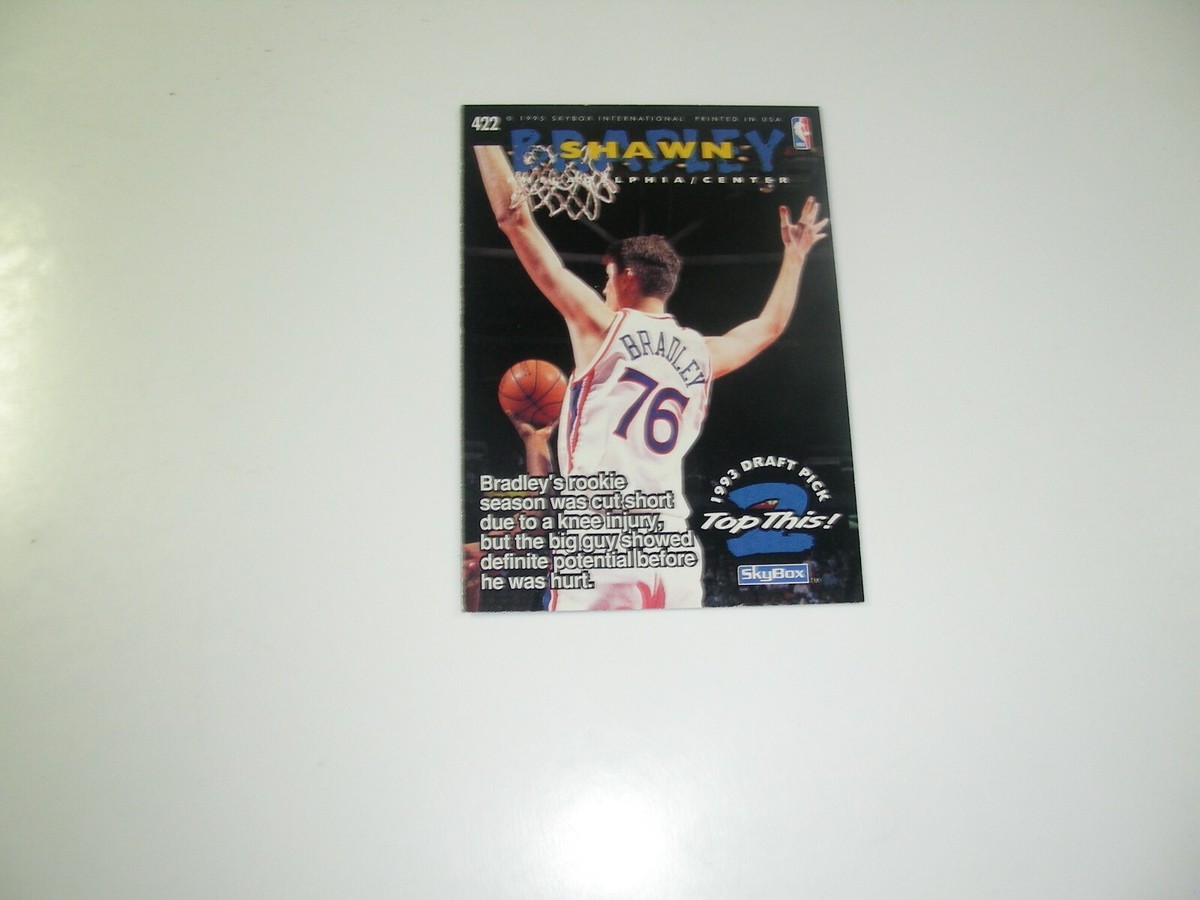 422 © 1995 SKYBOX INTERNATIONAL PRINTED IN USA
BRADLEY
SHAWN
PHILADELPHIA/CENTER
BRADLEY
76
1993 DRAFT PICK
2
Top This!
SkyBox
Bradley's rookie
season was cut short
due to a knee injury,
but the big guy showed
definite potential before
he was hurt.